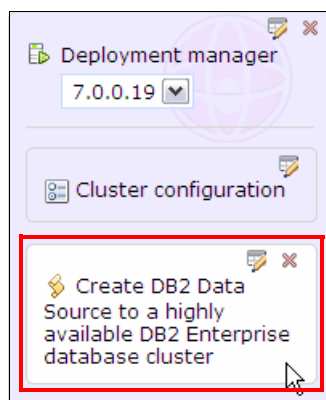 Deployment manager
7.0.0.19
Cluster configuration
Create DB2 Data
Source to a highly
available DB2 Enterprise
database cluster